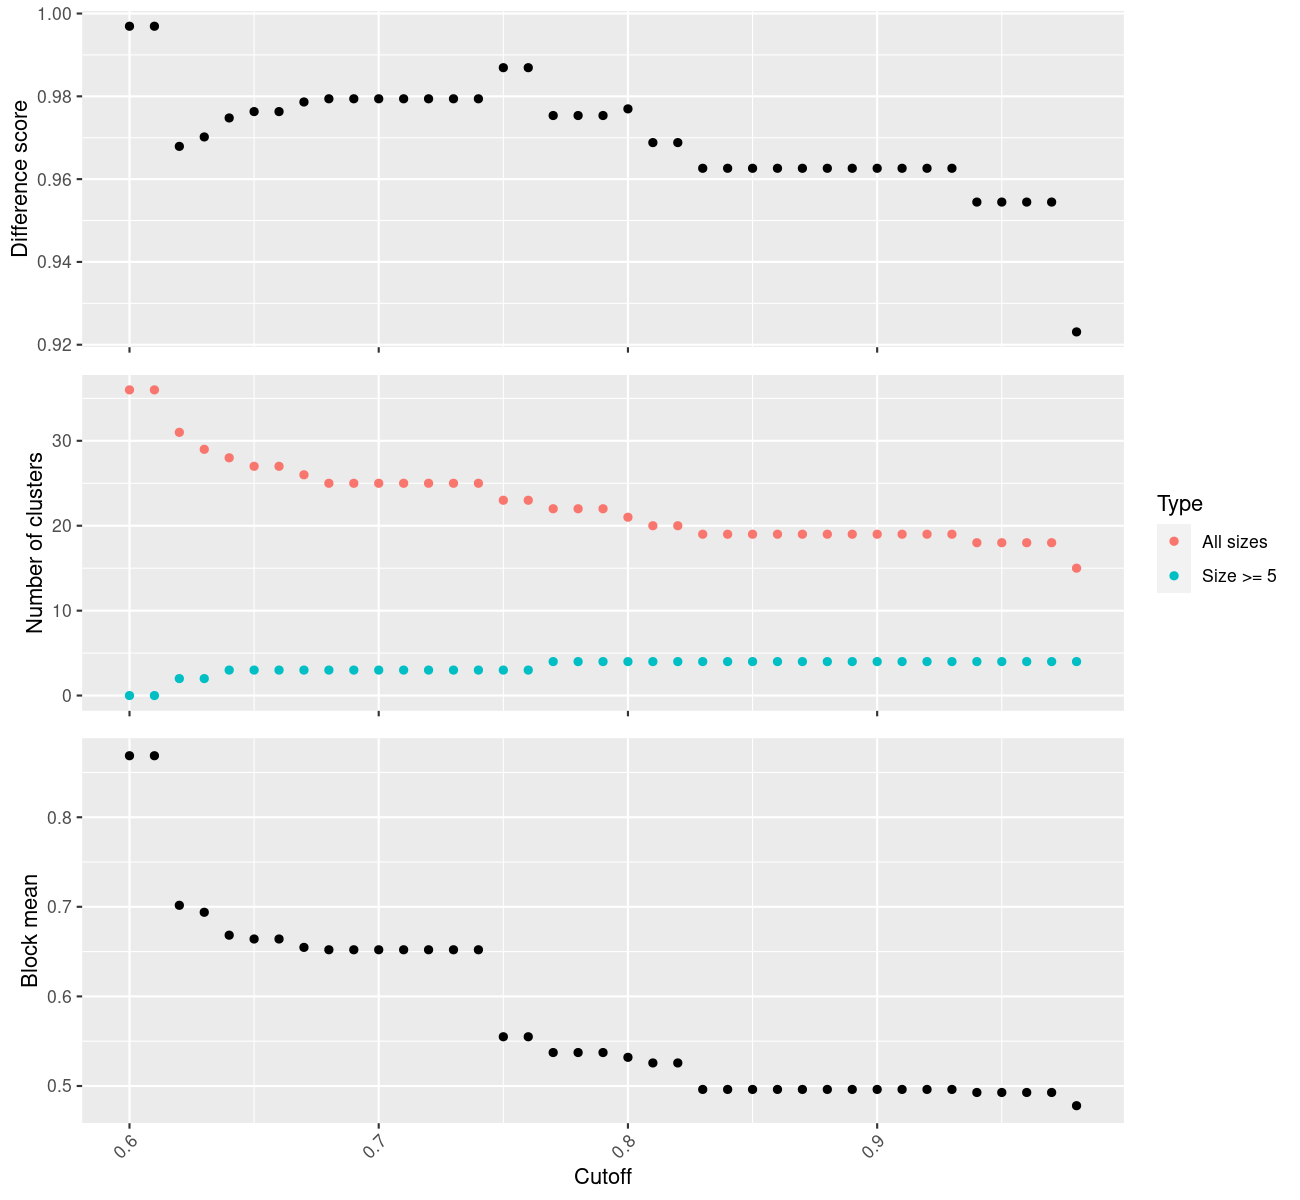 Difference score
1.00
0.98
0.96
0.94
0.92
Number of clusters
30
20
10
0
Type
All sizes
Size >= 5
Block mean
0.8
0.7
0.6
0.5
0.6
0.7
0.8
0.9
Cutoff